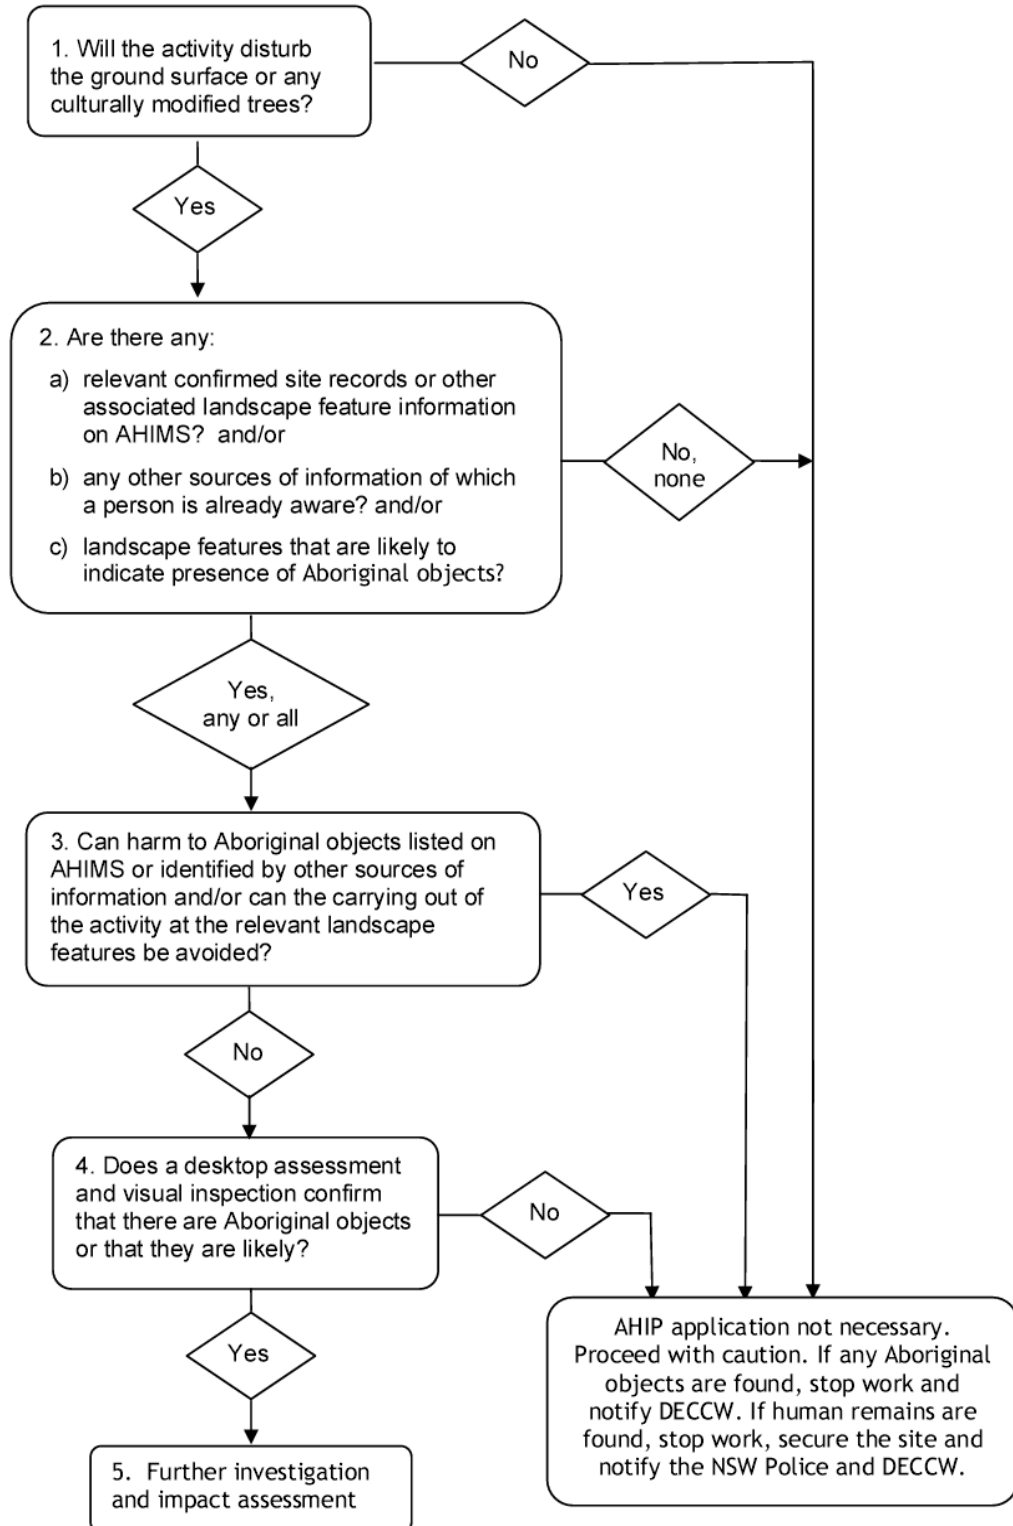 1. Will the activity disturb
the ground surface or any
culturally modified trees?
No
Yes
2. Are there any:
a) relevant confirmed site records or other
associated landscape feature information
on AHIMS? and/or
b) any other sources of information of which
a person is already aware? and/or
c) landscape features that are likely to
indicate presence of Aboriginal objects?
No,
none
Yes,
any or all
3. Can harm to Aboriginal objects listed on
AHIMS or identified by other sources of
information and/or can the carrying out of
the activity at the relevant landscape
features be avoided?
Yes
No
4. Does a desktop assessment
and visual inspection confirm
that there are Aboriginal objects
or that they are likely?
No
Yes
AHIP application not necessary.
Proceed with caution. If any Aboriginal
objects are found, stop work and
notify DECCW. If human remains are
found, stop work, secure the site and
notify the NSW Police and DECCW.
5. Further investigation
and impact assessment